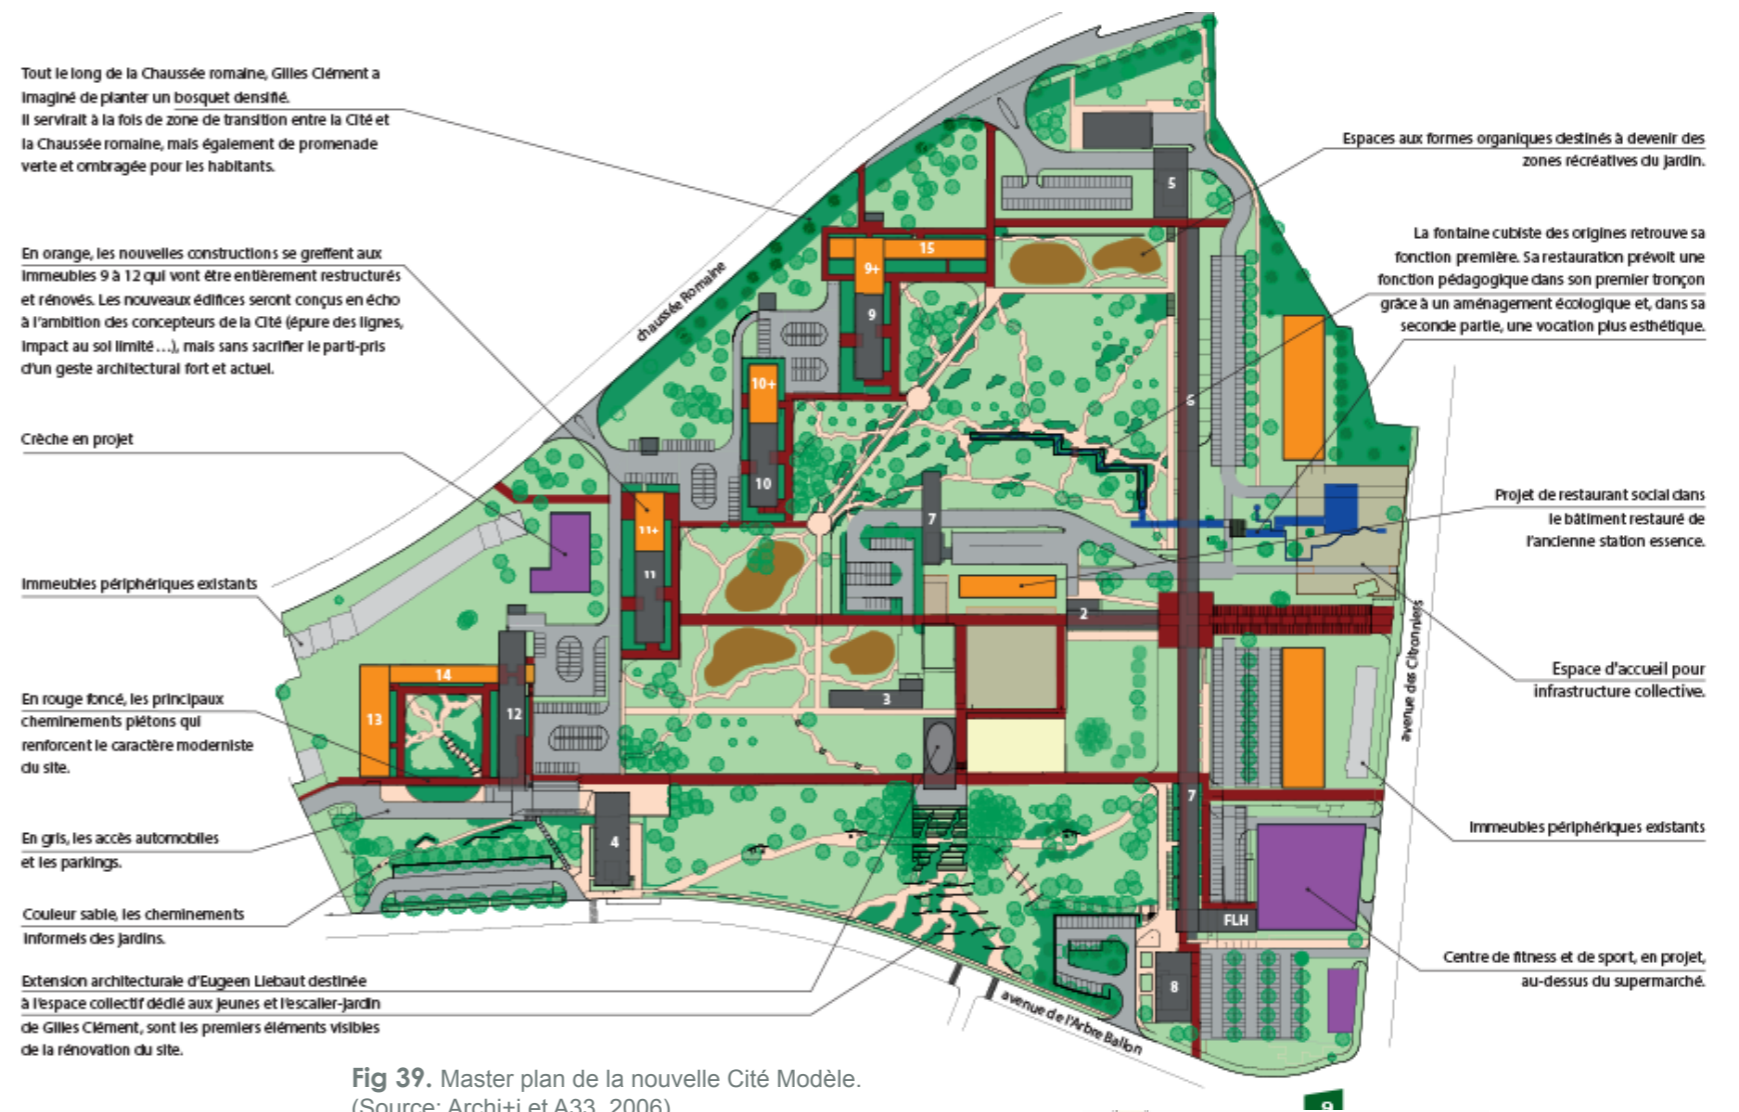 Tout le long de la Chaussée romaine, Gilles Clément a
imaginé de planter un bosquet densifié.
Il servirait à la fois de zone de transition entre la Cité et
la Chaussée romaine, mais également de promenade
verte et ombragée pour les habitants.
En orange, les nouvelles constructions se greffent aux
immeubles 9 à 12 qui vont être entièrement restructurés
et rénovés. Les nouveaux édifices seront conçus en écho
à l'ambition des concepteurs de la Cité (épure des lignes,
impact au sol limité...), mais sans sacrifier le parti-pris
d'un geste architectural fort et actuel.
Crèche en projet
Immeubles périphériques existants
En rouge foncé, les principaux
cheminements piétons qui
renforcent le caractère moderniste
du site.
En gris, les accès automobiles
et les parkings.
Couleur sable, les cheminements
informels des jardins.
Extension architecturale d'Eugeen Liebaut destinée
à l'espace collectif dédié aux jeunes et l'escalier-jardin
de Gilles Clément, sont les premiers éléments visibles
de la rénovation du site.
chaussée Romaine
5
15
9+
9
10+
10
6
11+
11
7
2
14
13
12
3
4
7
FLH
8
avenue de l'Arbre Ballon
avenue des Citronniers
Espaces aux formes organiques destinés à devenir des
zones récréatives du jardin.
La fontaine cubiste des origines retrouve sa
fonction première. Sa restauration prévoit une
fonction pédagogique dans son premier tronçon
grâce à un aménagement écologique et, dans sa
seconde partie, une vocation plus esthétique.
Projet de restaurant social dans
le bâtiment restauré de
l'ancienne station essence.
Espace d'accueil pour
infrastructure collective.
Immeubles périphériques existants
Centre de fitness et de sport, en projet,
au-dessus du supermarché.
Fig 39. Master plan de la nouvelle Cité Modèle.
(Source: Archi+i et A33, 2006)
9